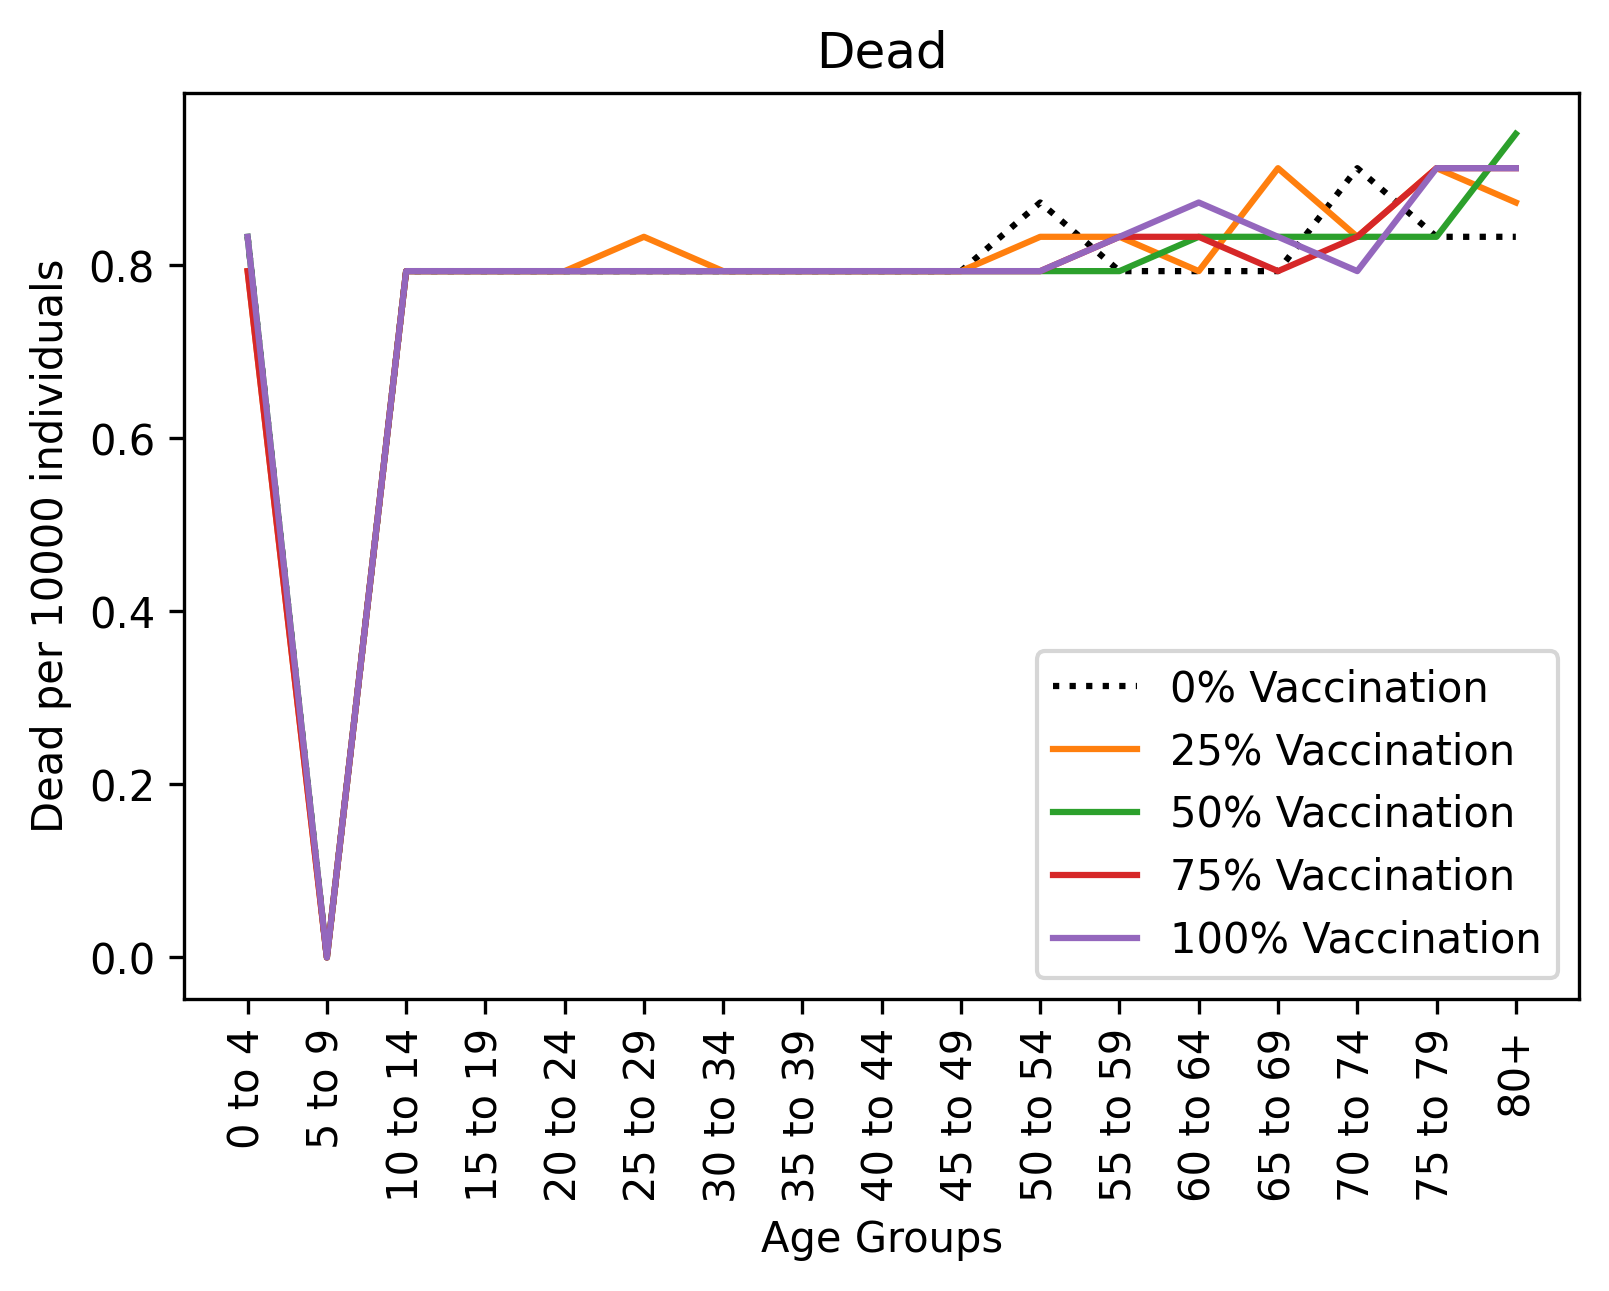 Dead
Dead per 10000 individuals
0.8
0.6
0.4
0.2
0.0
0% Vaccination
25% Vaccination
50% Vaccination
75% Vaccination
100% Vaccination
0 to 4
5 to 9
10 to 14
15 to 19
20 to 24
25 to 29
30 to 34
35 to 39
40 to 44
45 to 49
50 to 54
55 to 59
60 to 64
65 to 69
70 to 74
75 to 79
80+
Age Groups